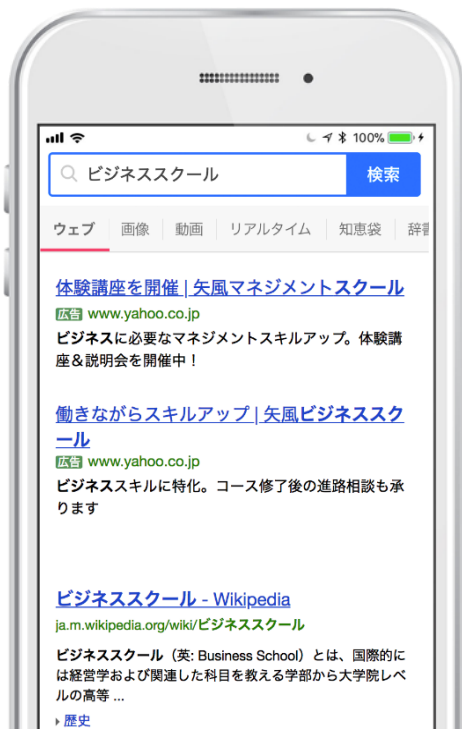 100%
ビジネススクール 検索
ウェブ 画像 動画 リアルタイム 知恵袋 辞書
体験講座を開催 | 矢風マネジメントスクール
広告 www.yahoo.co.jp
ビジネスに必要なマネジメントスキルアップ。体験講
座＆説明会を開催中！
働きながらスキルアップ | 矢風ビジネススク
ール
広告 www.yahoo.co.jp
ビジネススキルに特化。コース修了後の進路相談も承
ります
ビジネススクール - Wikipedia
ja.m.wikipedia.org/wiki/ビジネススクール
ビジネススクール（英: Business School）とは、国際的に
は経営学および関連した科目を教える学部から大学院レベ
ルの高等 ...
歴史